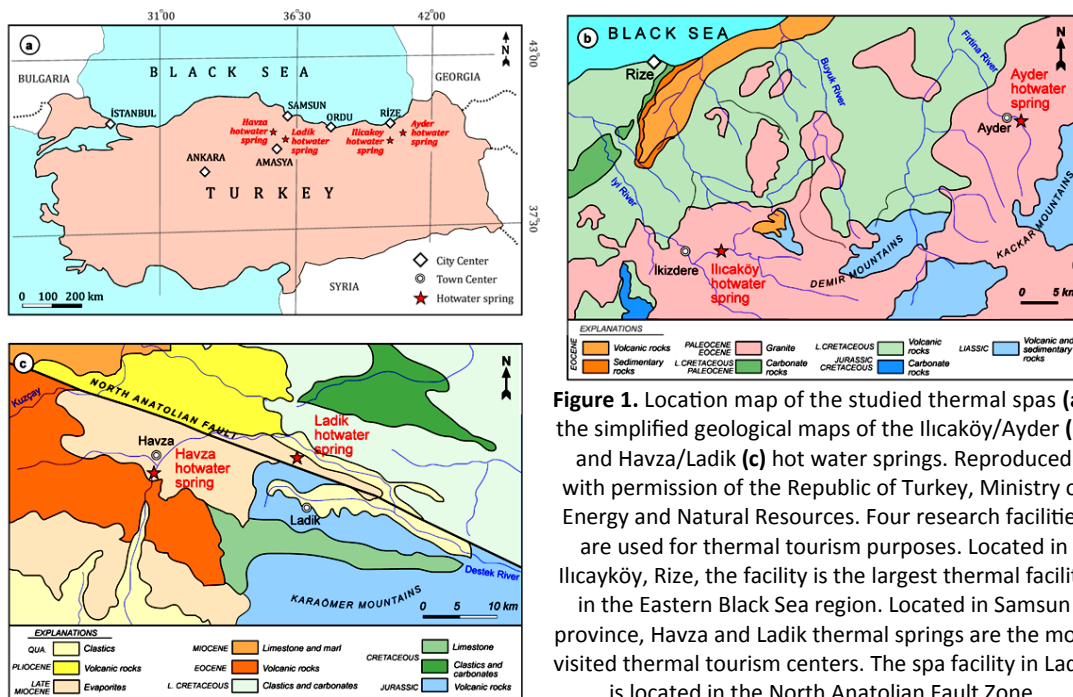 31°00
36°30
42°00
a
N
43°00
BULGARIA
BLACK SEA
GEORGIA
İSTANBUL
SAMSUN
ORDU
RİZE
Havza
hotwater
spring
Ladik
hotwater
spring
Ilicakoy
hotwater
spring
Ayder
hotwater
spring
AMASYA
ANKARA
TURKEY
37°30
SYRIA
City Center
Town Center
Hotwater spring
0 100 200 km
b
BLACK SEA
N
Rize
Buyuk River
Firtina River
Ayder
hotwater
spring
Ayder
Iyi River
İkizdere
Ilıcaköy
hotwater
spring
DEMIR MOUNTAINS
KACKAR MOUNTAINS
0 5 km
EXPLANATIONS
EOCENE
Volcanic rocks
Sedimentary
rocks
PALEOCENE
EOCENE
Granite
L.CRETACEOUS
PALEOCENE
Carbonate
rocks
L.CRETACEOUS
Volcanic
rocks
JURASSIC
CRETACEOUS
Carbonate
rocks
LIASSIC
Volcanic and
sedimentary
rocks
c
N
Kuzçay
NORTH ANATOLIAN FAULT
Havza
Havza
hotwater
spring
Ladik
hotwater
spring
Ladik
Destek River
KARAÖMER MOUNTAINS
0 5 10 km
EXPLANATIONS
QUA.
Clastics
PLIOCENE
Volcanic rocks
LATE
MIOCENE
Evaporites
MIOCENE
Limestone and marl
EOCENE
Volcanic rocks
L. CRETACEOUS
Clastics and carbonates
CRETACEOUS
Limestone
Clastics and
carbonates
JURASSIC
Volcanic rocks
Figure 1. Location map of the studied thermal spas (a
the simplified geological maps of the Ilıcaköy/Ayder (
and Havza/Ladik (c) hot water springs. Reproduced
with permission of the Republic of Turkey, Ministry o
Energy and Natural Resources. Four research facilitie
are used for thermal tourism purposes. Located in
Ilıcayköy, Rize, the facility is the largest thermal facilit
in the Eastern Black Sea region. Located in Samsun
province, Havza and Ladik thermal springs are the mo
visited thermal tourism centers. The spa facility in Lad
is located in the North Anatolian Fault Zone